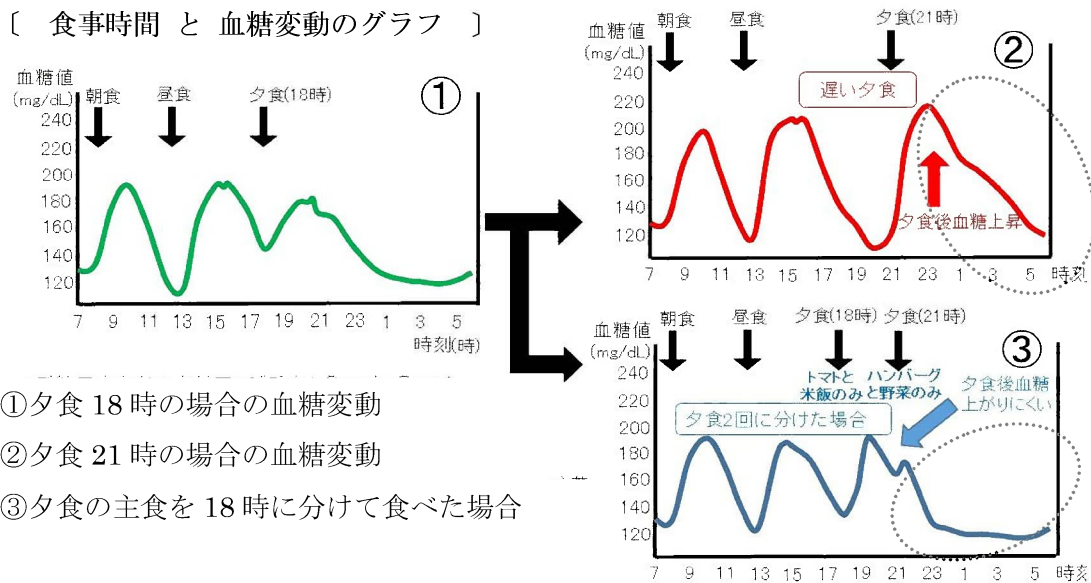 〔 食事時間 と 血糖変動のグラフ 〕
血糖値
(mg/dL)
朝食
昼食
夕食(18時)
①
240
220
200
180
160
140
120
7 9 11 13 15 17 19 21 23 1 3 5
時刻(時)
血糖値
(mg/dL)
朝食
昼食
夕食(21時)
②
遅い夕食
240
220
200
180
160
140
120
夕食後血糖上昇
7 9 11 13 15 17 19 21 23 1 3 5 時刻
血糖値
(mg/dL)
朝食
昼食
夕食(18時)
夕食(21時)
③
トマトと
米飯のみ
ハンバーグ
と野菜のみ
夕食後血糖
上がりにくい
夕食2回に分けた場合
240
220
200
180
160
140
120
7 9 11 13 15 17 19 21 23 1 3 5 時刻
①夕食 18 時の場合の血糖変動
②夕食 21 時の場合の血糖変動
③夕食の主食を 18 時に分けて食べた場合